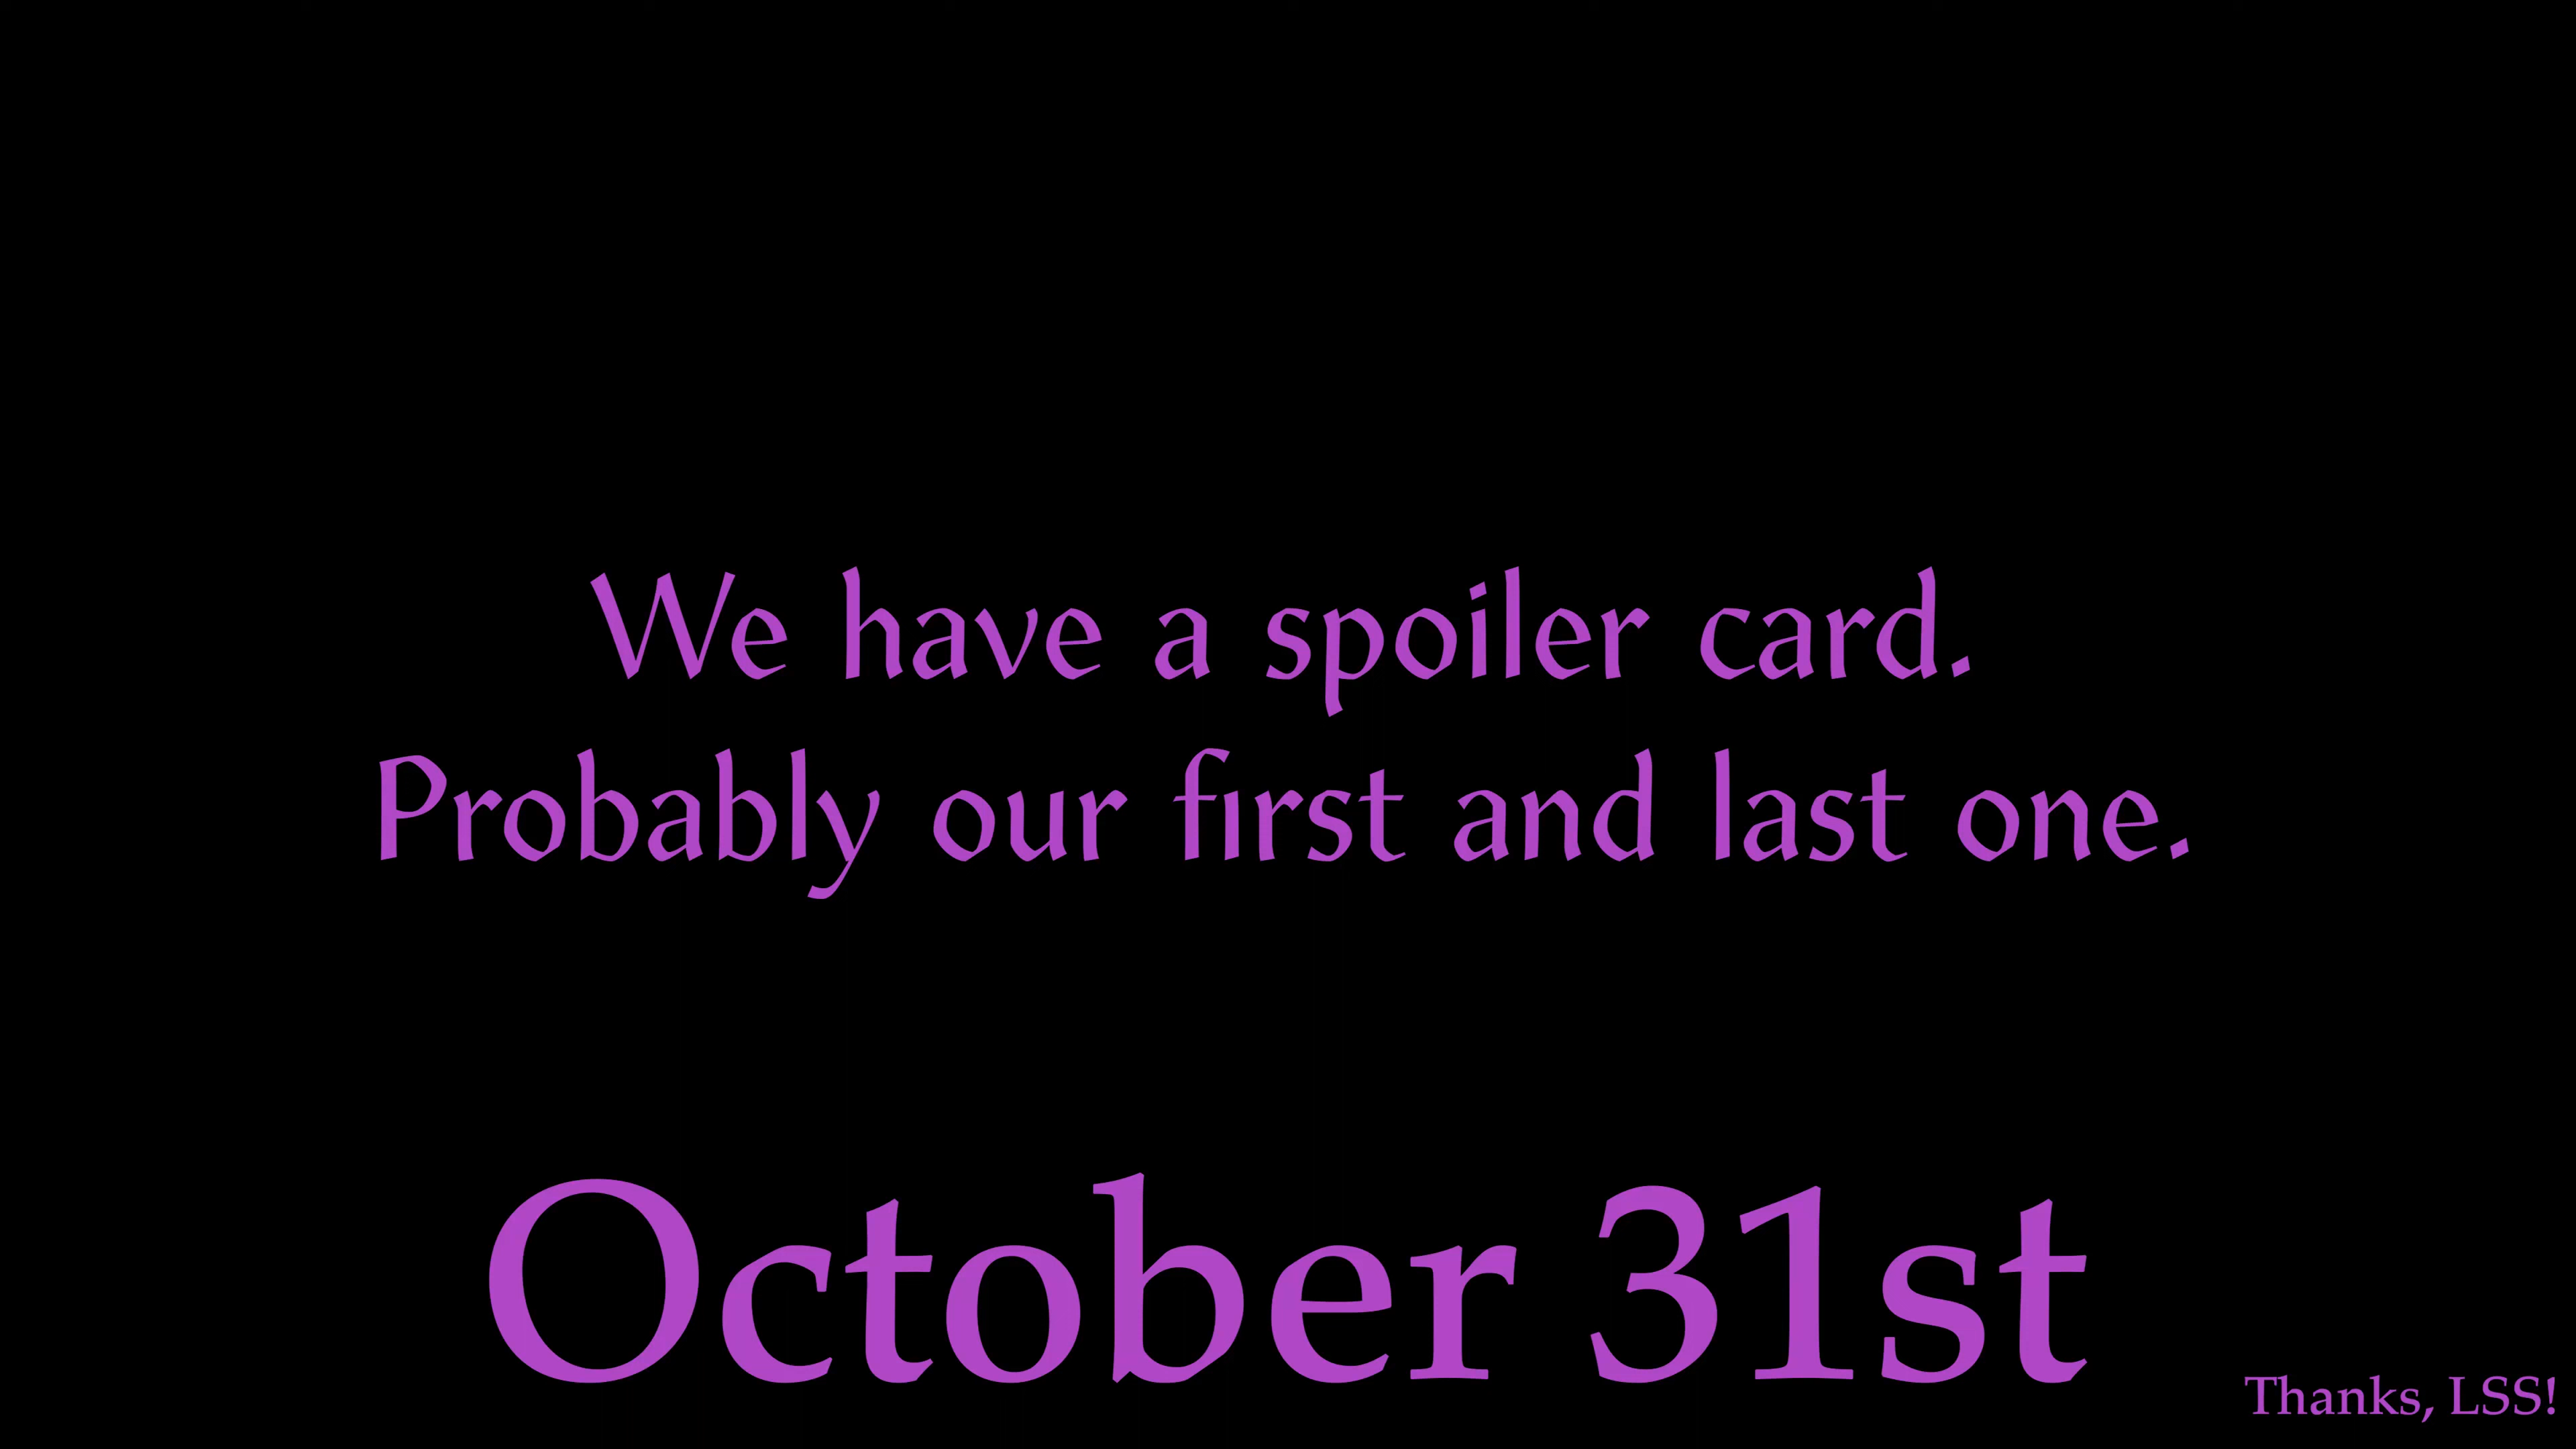 We have a spoiler card.
Probably our first and last one.
October 31st
Thanks, LSS!